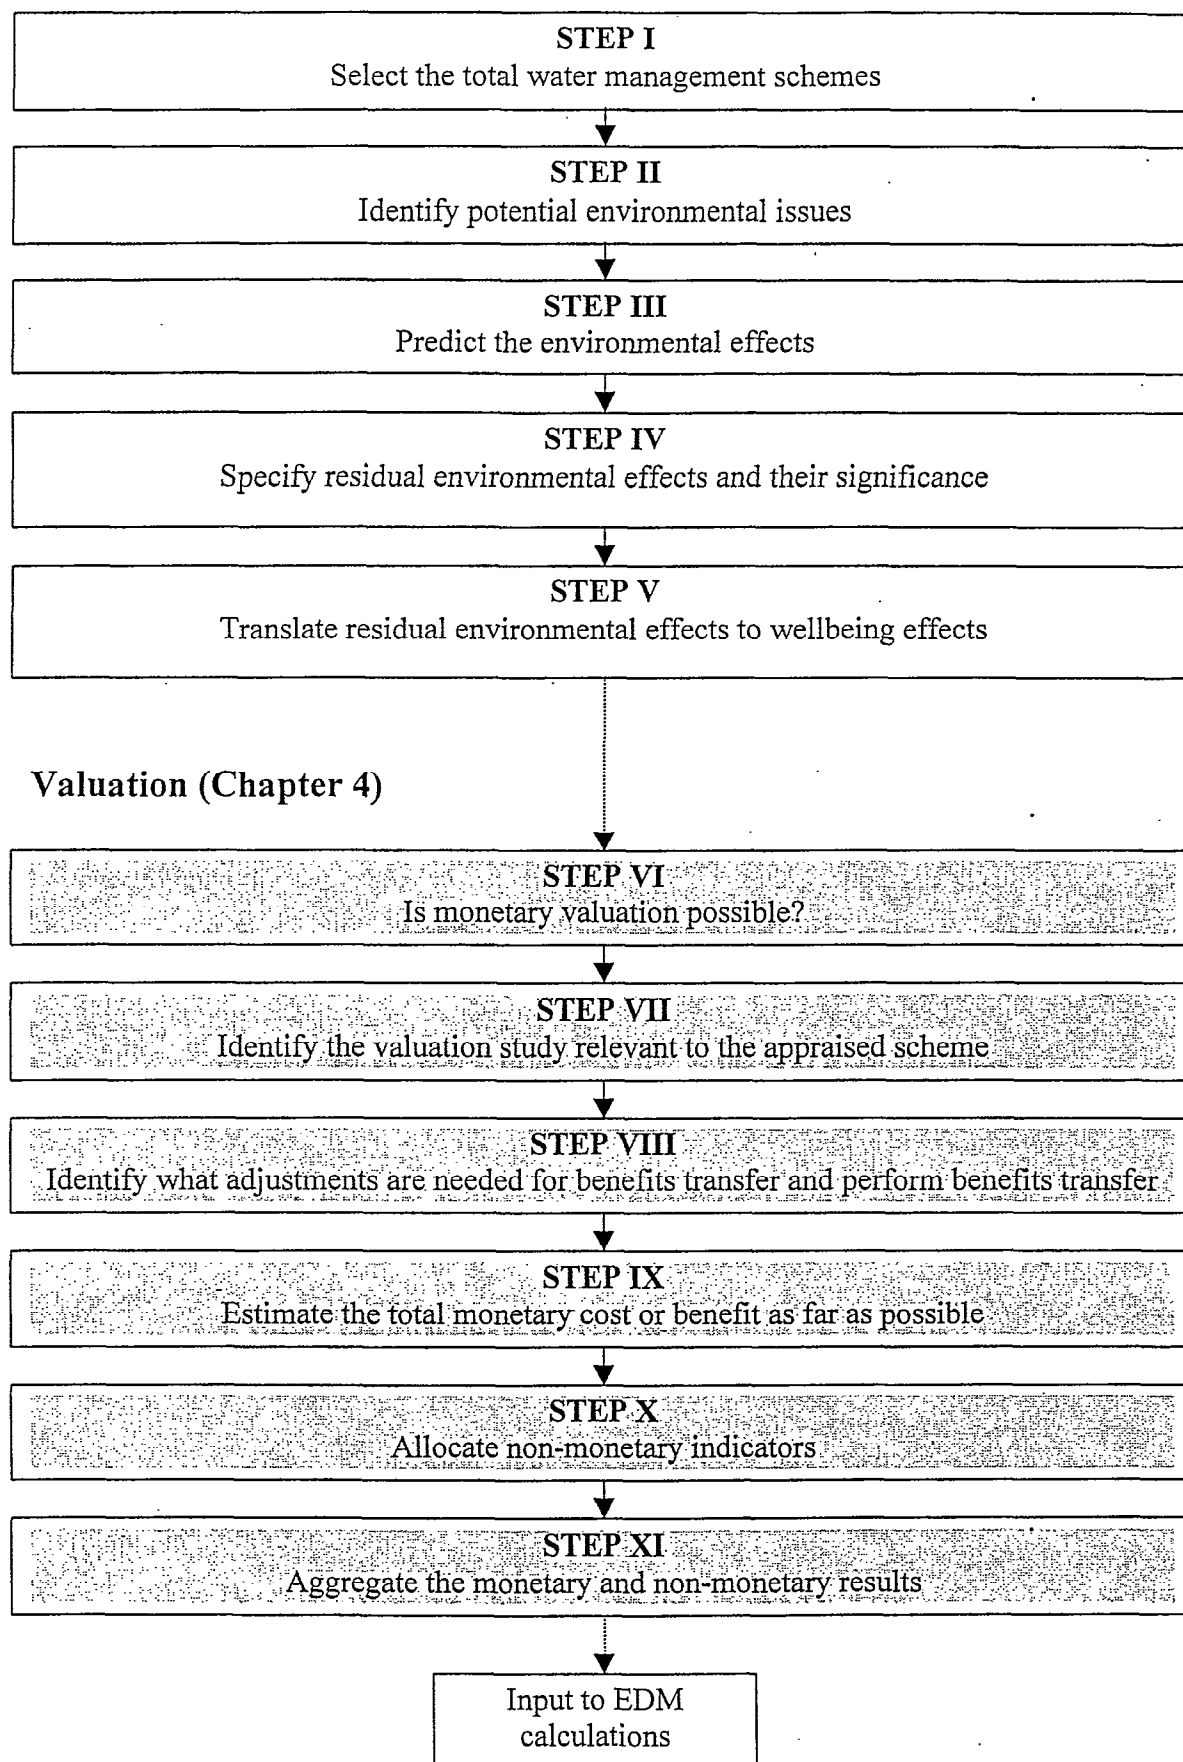 STEP I
Select the total water management schemes
STEP II
Identify potential environmental issues
STEP III
Predict the environmental effects
STEP IV
Specify residual environmental effects and their significance
STEP V
Translate residual environmental effects to wellbeing effects
Valuation (Chapter 4)
STEP VI
Is monetary valuation possible?
STEP VII
Identify the valuation study relevant to the appraised scheme
STEP VIII
Identify what adjustments are needed for benefits transfer and perform benefits transfer
STEP IX
Estimate the total monetary cost or benefit as far as possible
STEP X
Allocate non-monetary indicators
STEP XI
Aggregate the monetary and non-monetary results
Input to EDM
calculations